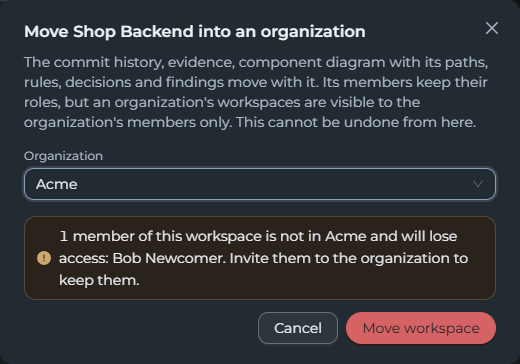 Move Shop Backend into an organization
The commit history, evidence, component diagram with its paths,
rules, decisions and findings move with it. Its members keep their
roles, but an organization's workspaces are visible to the
organization's members only. This cannot be undone from here.
Organization
Acme
1 member of this workspace is not in Acme and will lose
access: Bob Newcomer. Invite them to the organization to
keep them.
Cancel
Move workspace